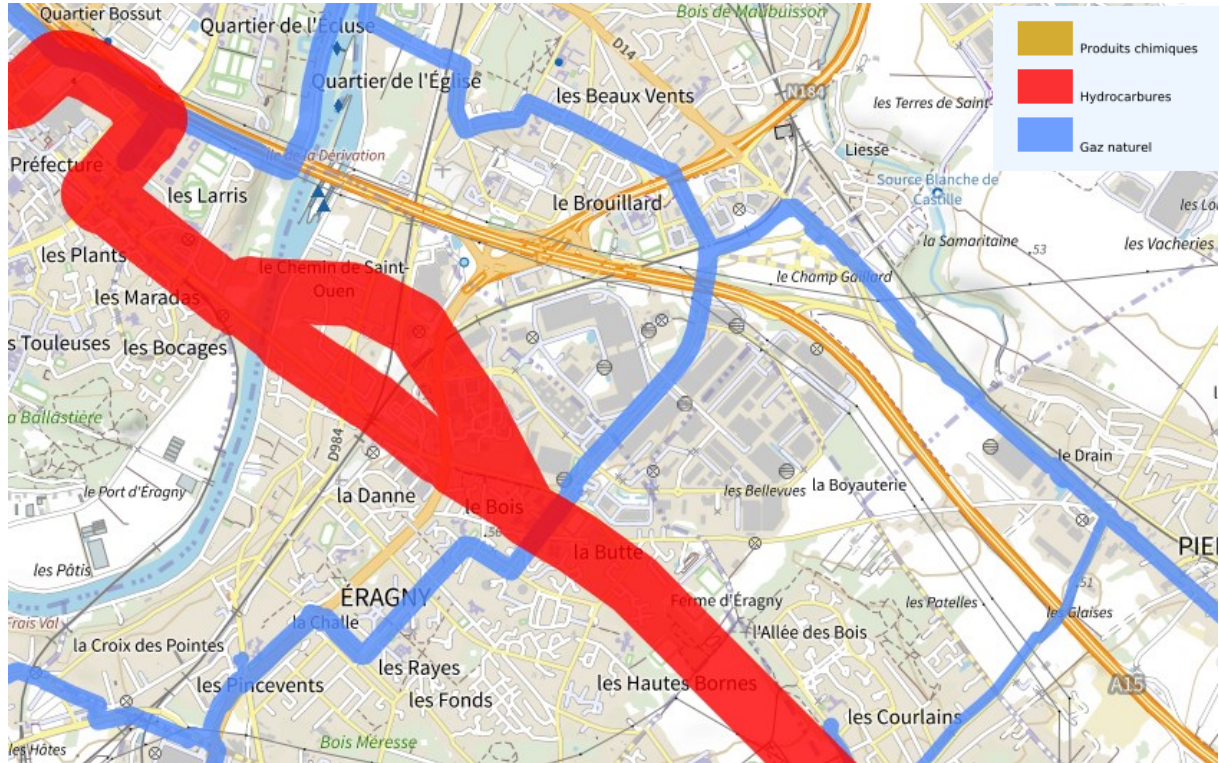 Quartier Bossut
Quartier de l'Écluse
Bois de Maubuisson
D14
Produits chimiques
Hydrocarbures
Gaz naturel
Quartier de l'Église
les Beaux Vents
N184
les Terres de Saint-
Préfecture
île de la Dérivation
Liesse
les Larris
le Brouillard
Source Blanche de
Castille
les Plants
le Chemin de Saint-
Ouen
la Samaritaine
.53
les Vacheries
le Champ Gaillard
les Maradas
s Touleuses
les Bocages
a Ballastière
D984
le Port d'Éragny
la Danne
le Bois
les Bellevues
la Boyauterie
le Drain
la Butte
PIE
les Pâtis
ÉRAGNY
Ferme d'Éragny
les Patelles
.51
les Glaises
Frais Val
la Challe
l'Allée des Bois
la Croix des Pointes
les Rayes
les Pincevents
les Fonds
les Hautes Bornes
A15
les Courlains
les Hâtes
Bois Méresse